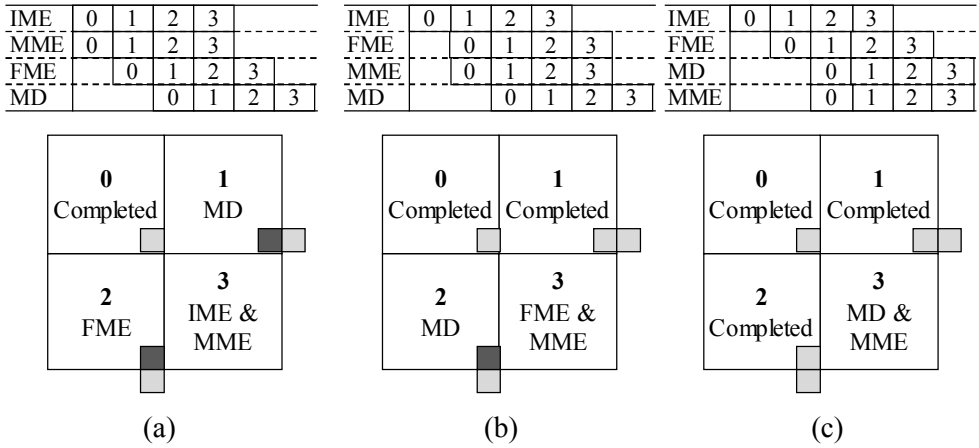 IME 0 1 2 3
MME 0 1 2 3
FME 0 1 2 3
MD 0 1 2 3
IME 0 1 2 3
FME 0 1 2 3
MME 0 1 2 3
MD 0 1 2 3
IME 0 1 2 3
FME 0 1 2 3
MD 0 1 2 3
MME 0 1 2 3
0
Completed
1
MD
2
FME
3
IME &
MME
0
Completed
1
Completed
2
MD
3
FME &
MME
0
Completed
1
Completed
2
Completed
3
MD &
MME
(a)
(b)
(c)